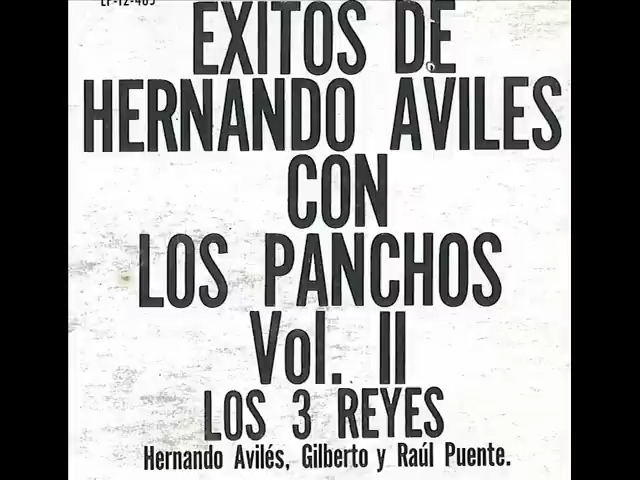 EXITOS DE
HERNANDO AVILES
CON
LOS PANCHOS
Vol. II
LOS 3 REYES
Hernando Avilés, Gilberto y Raúl Puente.